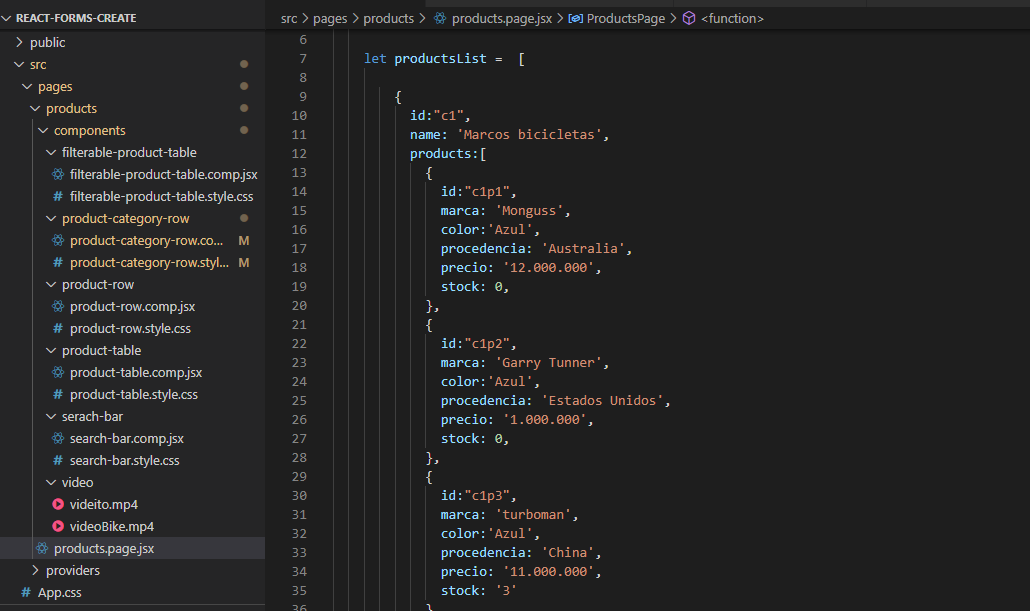 REACT-FORMS-CREATE
public
src
pages
products
components
filterable-product-table
filterable-product-table.comp.jsx
# filterable-product-table.style.css
product-category-row
product-category-row.co... M
# product-category-row.styl... M
product-row
product-row.comp.jsx
# product-row.style.css
product-table
product-table.comp.jsx
# product-table.style.css
serach-bar
search-bar.comp.jsx
# search-bar.style.css
video
videito.mp4
videoBike.mp4
products.page.jsx
providers
# App.css
src > pages > products > products.page.jsx > ProductsPage > <function>
6
7 let productsList = [
8
9 {
10 id:"c1",
11 name: 'Marcos bicicletas',
12 products:[
13 {
14 id:"c1p1",
15 marca: 'Monguss',
16 color:'Azul',
17 procedencia: 'Australia',
18 precio: '12.000.000',
19 stock: 0,
20 },
21 {
22 id:"c1p2",
23 marca: 'Garry Tunner',
24 color:'Azul',
25 procedencia: 'Estados Unidos',
26 precio: '1.000.000',
27 stock: 0,
28 },
29 {
30 id:"c1p3",
31 marca: 'turboman',
32 color:'Azul',
33 procedencia: 'China',
34 precio: '11.000.000',
35 stock: '3'
36 }